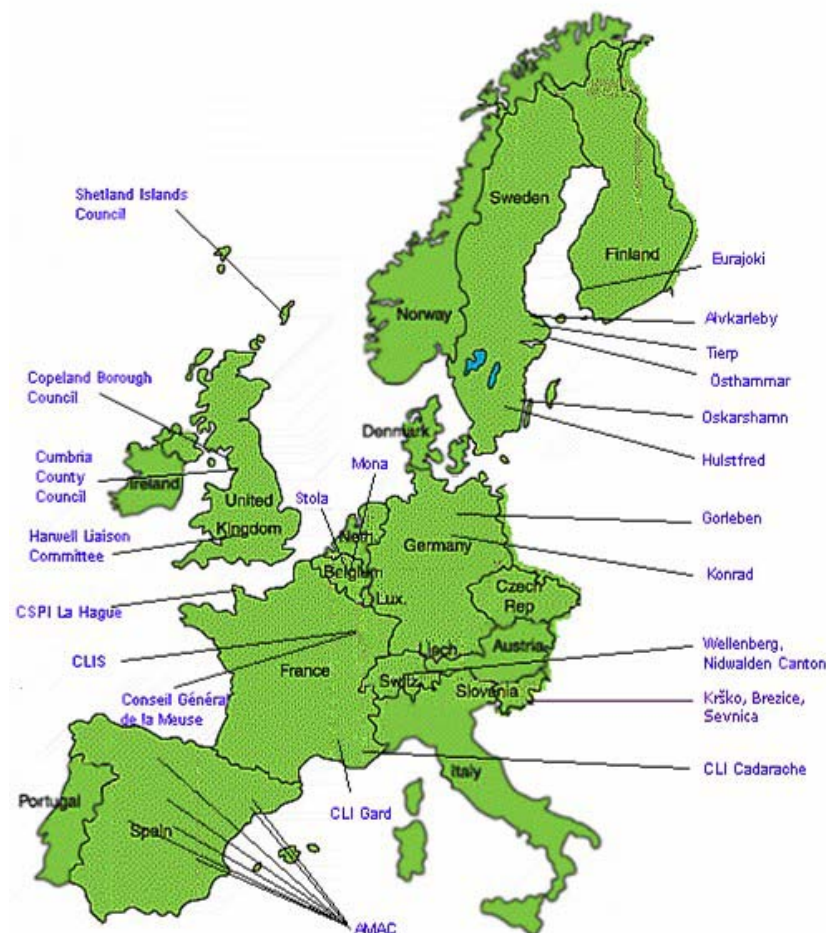 Shetland Islands
Council
Sweden
Finland
Eurajoki
Norway
Alvkarleby
Tierp
Östhammar
Copeland Borough
Council
Denmark
Oskarshamn
Cumbria
County
Council
Ireland
Mona
Stola
Hulstfred
United
Kingdom
Harwell Liaison
Committee
Neth.
Germany
Gorleben
Belgium
Konrad
Lux.
Czech
Rep
CSPI La Hague
CLIS
Liech
Austria
Wellenberg,
Nidwalden Canton
France
Switz.
Slovenia
Conseil Général
de la Meuse
Krško, Brezice,
Sevnica
Italy
CLI Cadarache
Portugal
Spain
CLI Gard
AMAC